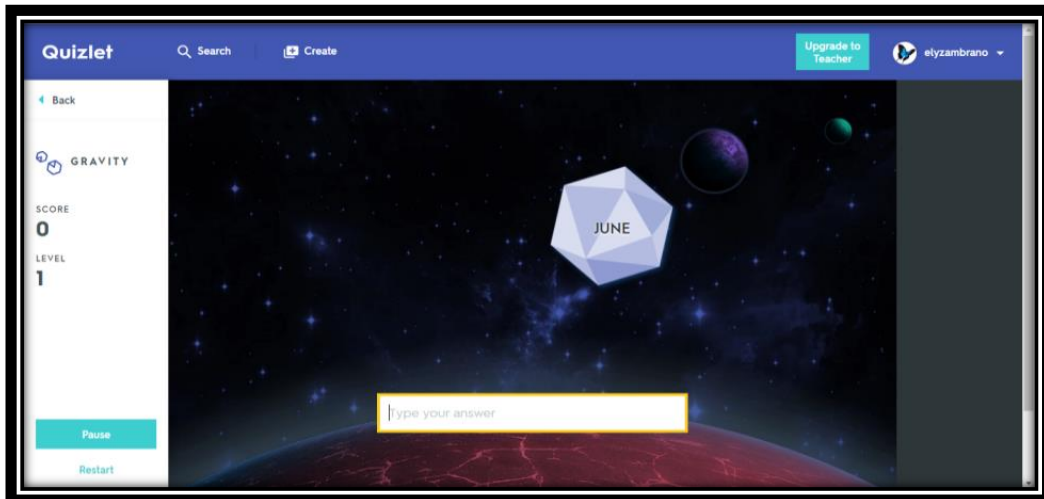 Quizlet
Search
Create
Upgrade to
Teacher
elyzambrano
Back
GRAVITY
SCORE
0
LEVEL
1
JUNE
Type your answer
Pause
Restart